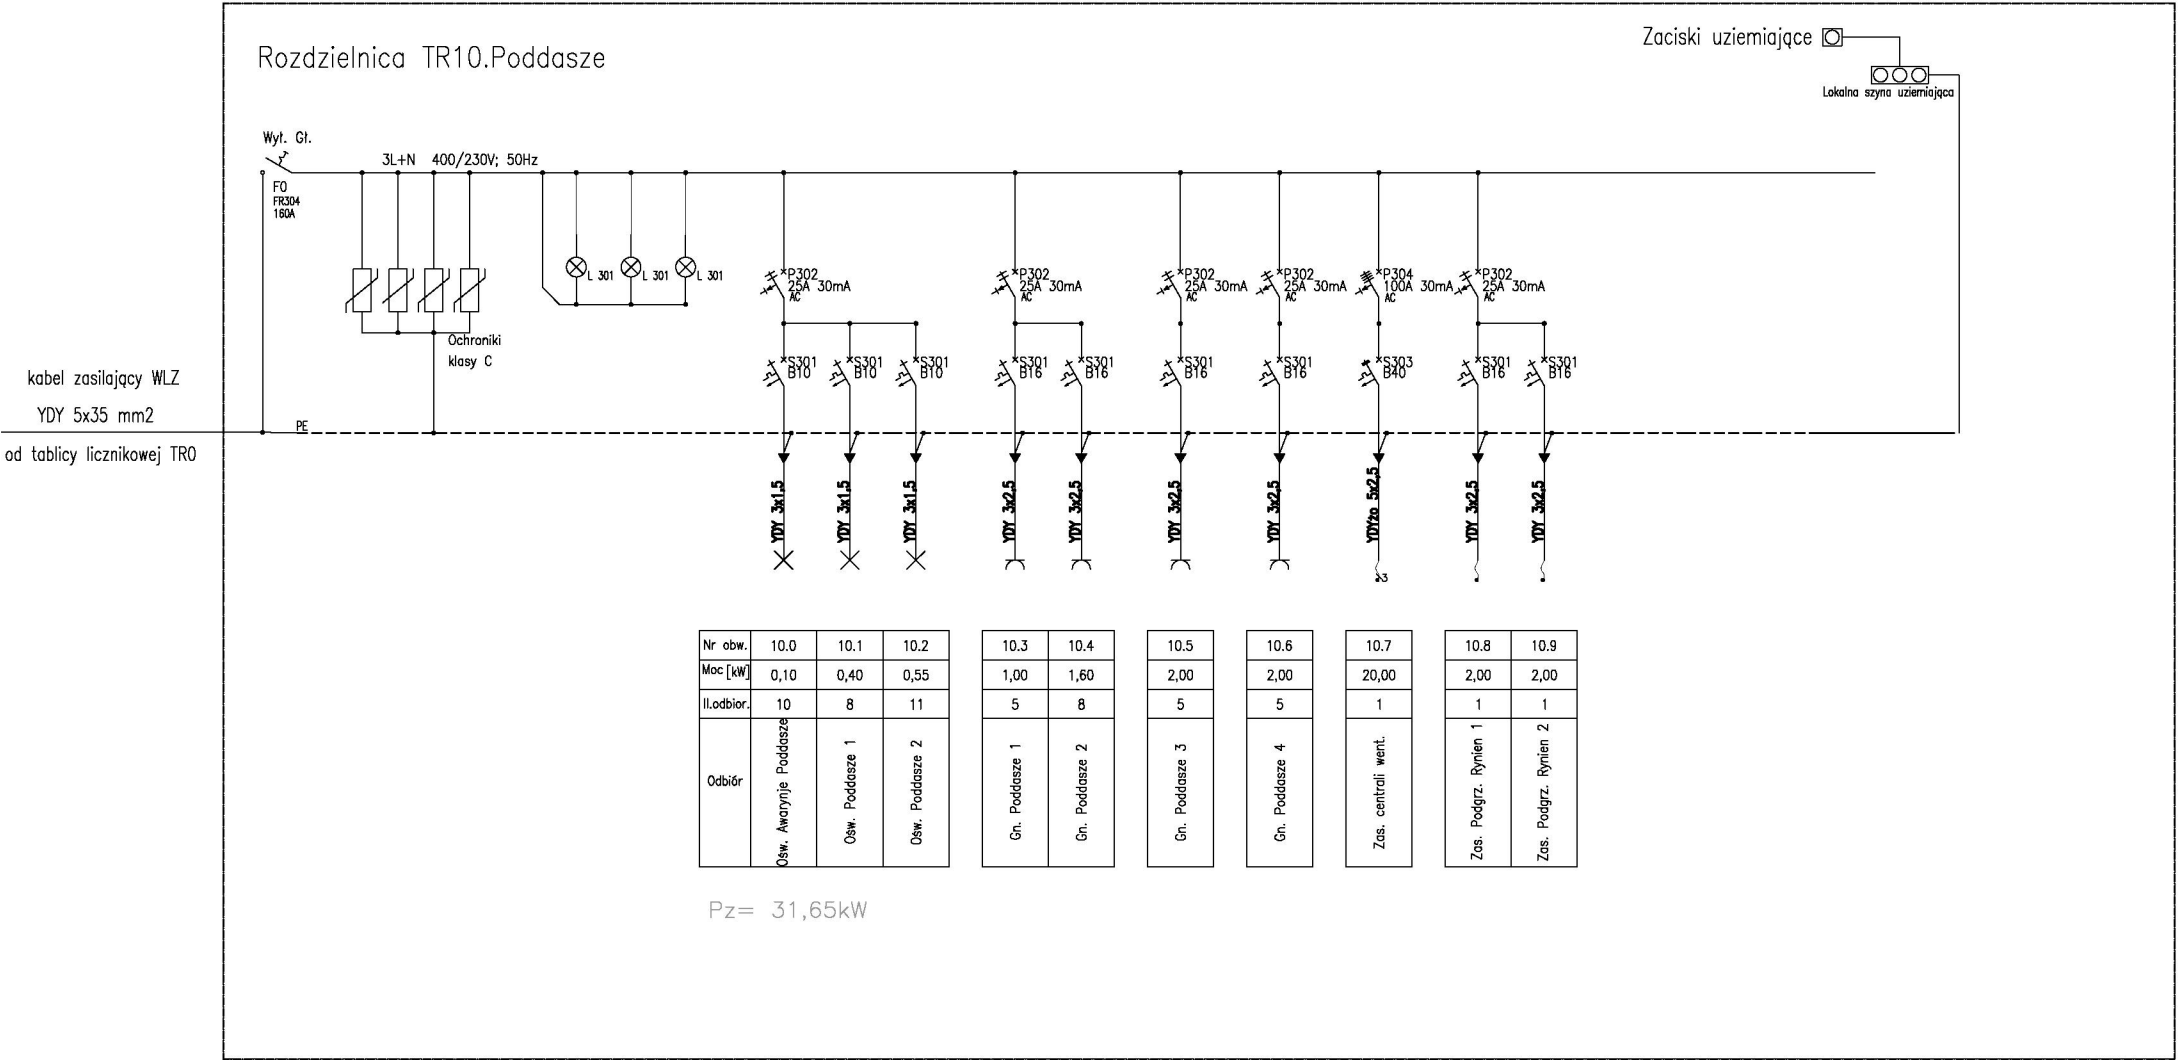 Rozdzielnica TR10.Poddasze
Zaciski uziemiające
Lokalna szyna uziemiająca
Wył. Gł.
3L+N 400/230V; 50Hz
F0
FR304
160A
L 301 L 301 L 301
Ochroniki
klasy C
P302
25A 30mA
AC
P302
25A 30mA
AC
P302
25A 30mA
AC
P302
25A 30mA
AC
P304
100A 30mA
AC
P302
25A 30mA
AC
S301
B10
S301
B10
S301
B10
S301
B16
S301
B16
S301
B16
S301
B16
S303
B40
S301
B16
S301
B16
kabel zasilający WLZ
YDY 5x35 mm2
od tablicy licznikowej TR0
PE
YDY 3x1,5
YDY 3x1,5
YDY 3x1,5
YDY 3x2,5
YDY 3x2,5
YDY 3x2,5
YDY 3x2,5
YDYżo 5x2,5
YDY 3x2,5
YDY 3x2,5
3
Nr obw. 10.0 10.1 10.2 10.3 10.4 10.5 10.6 10.7 10.8 10.9
Moc [kW] 0,10 0,40 0,55 1,00 1,60 2,00 2,00 20,00 2,00 2,00
Il.odbior. 10 8 11 5 8 5 5 1 1 1
Odbiór
Ośw. Awarynje Poddasze
Ośw. Poddasze 1
Ośw. Poddasze 2
Gn. Poddasze 1
Gn. Poddasze 2
Gn. Poddasze 3
Gn. Poddasze 4
Zas. centrali went.
Zas. Podgrz. Rynien 1
Zas. Podgrz. Rynien 2
Pz= 31,65kW